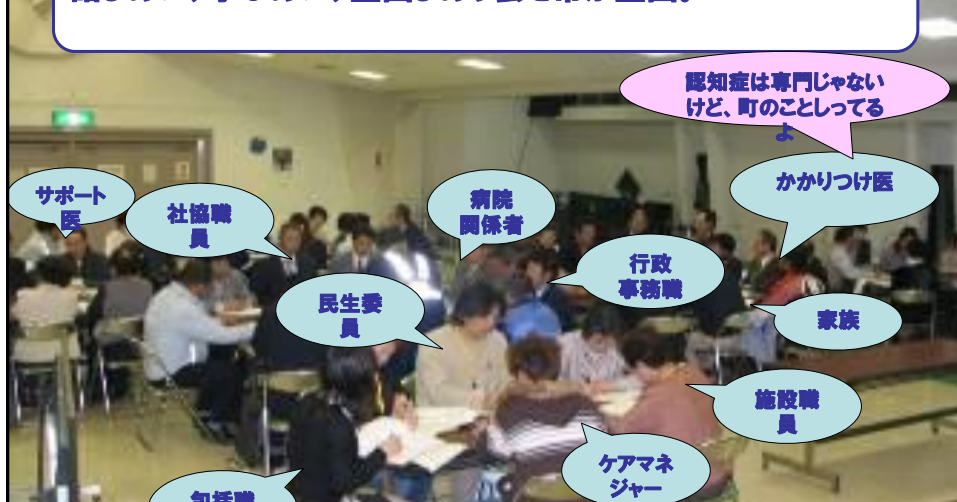 認知症は専門じゃない
けど、町のことしってる
よ
かかりつけ医
サポート
医
社協職
員
病院
関係者
行政
事務職
民生委
員
家族
施設職
員
ケアマネ
ジャー
包括職